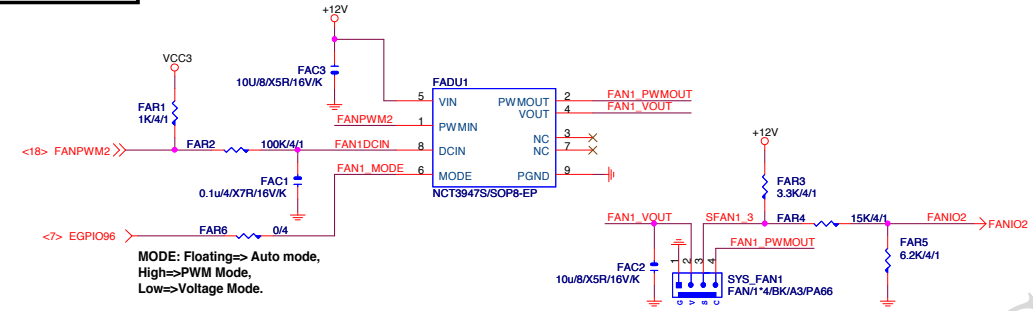 +12V
VCC3
FAC3
10U/8/X5R/16V/K
FADU1
FAR1
1K/4/1
5 VIN
PWMOUT 2 FAN1_PWMOUT
VOUT 4 FAN1_VOUT
FANPWM2 1 PWMIN
<18> FANPWM2
FAR2 100K/4/1
FAN1DCIN 8 DCIN
NC 3
NC 7
+12V
FAC1
0.1u/4/X7R/16V/K
FAN1_MODE 6 MODE
PGND 9
NCT3947S/SOP8-EP
FAR3
3.3K/4/1
<7> EGPIO96
FAR6 0/4
FAN1_VOUT
SFAN1_3
FAR4 15K/4/1
FANIO2
FANIO2
MODE: Floating=> Auto mode,
High=>PWM Mode,
Low=>Voltage Mode.
FAN1_PWMOUT
FAR5
6.2K/4/1
FAC2
10u/8/X5R/16V/K
1 2 3 4
SYS_FAN1
FAN/1*4/BK/A3/PA66
G V S C